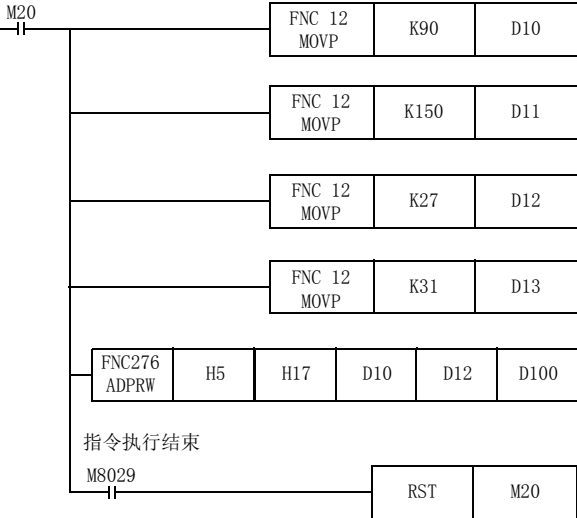 M20
FNC 12
MOVP K90 D10
FNC 12
MOVP K150 D11
FNC 12
MOVP K27 D12
FNC 12
MOVP K31 D13
FNC276
ADPRW H5 H17 D10 D12 D100
指令执行结束
M8029
RST M20